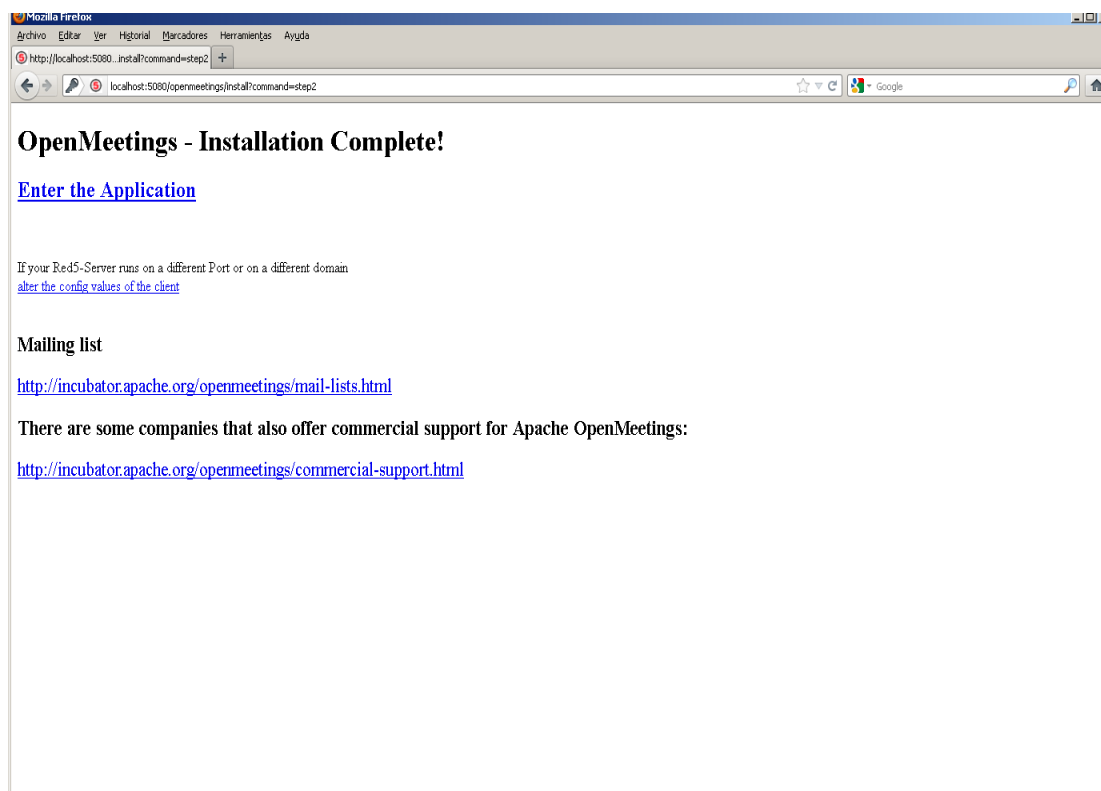 Mozilla Firefox
Archivo Editar Ver Historial Marcadores Herramientas Ayuda
http://localhost:5080...install?command=step2
localhost:5080/openmeetings/install?command=step2 Google
OpenMeetings - Installation Complete!
Enter the Application
If your Red5-Server runs on a different Port or on a different domain
alter the config values of the client
Mailing list
http://incubator.apache.org/openmeetings/mail-lists.html
There are some companies that also offer commercial support for Apache OpenMeetings:
http://incubator.apache.org/openmeetings/commercial-support.html